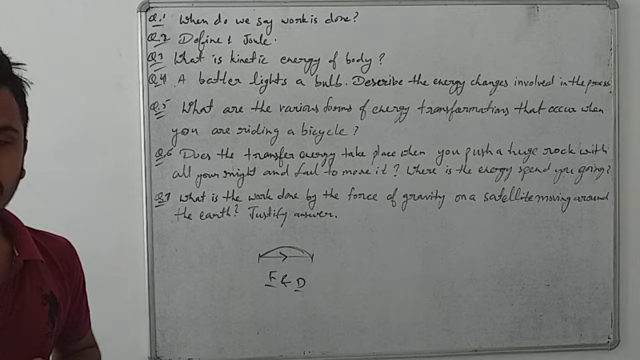 Q.1 When do we say work is done?
Q.2 Define 1 Joule.
Q.3 What is kinetic energy of body?
Q.4 A batter lights a bulb. Describe the energy changes involved in the process
Q.5 What are the various forms of energy transformations that occur when
you are riding a bicycle?
Q.6 Does the transfer energy take place when you push a huge rock with
all your might and fail to move it? Where is the energy spend you going?
Q.7 What is the work done by the force of gravity on a satellite moving around
the earth? Justify answer.
F & D